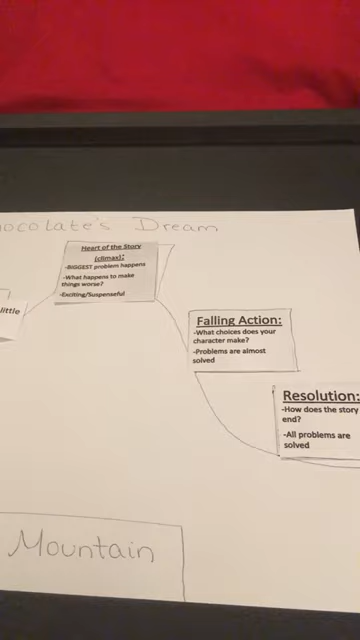 ocolate's Dream
Heart of the Story
(climax):
-BIGGEST problem happens
-What happens to make
things worse?
-Exciting/Suspenseful
little
Falling Action:
-What choices does your
character make?
-Problems are almost
solved
Resolution:
-How does the story
end?
-All problems are
solved
Mountain